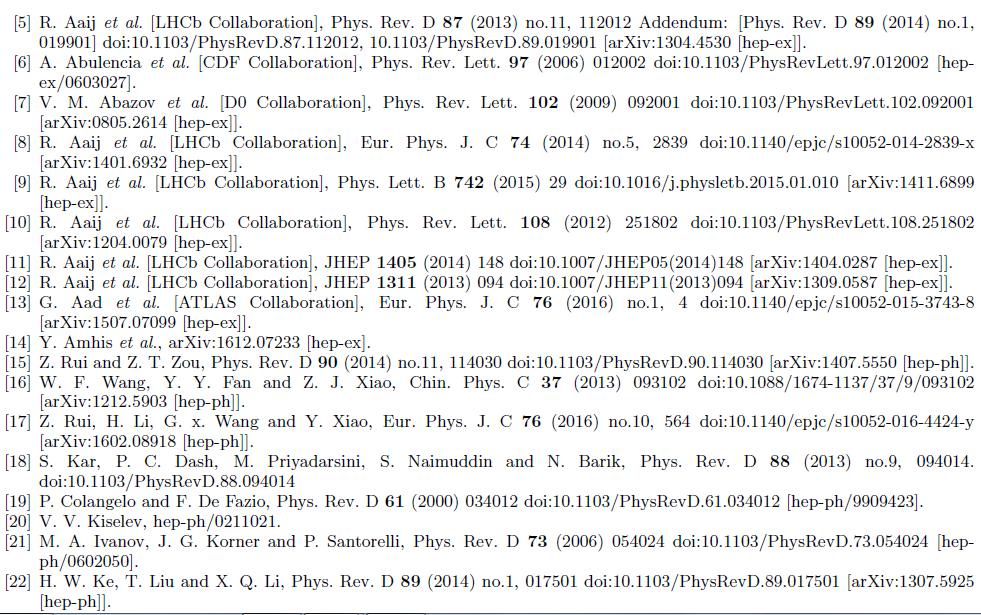 [5] R. Aaij et al. [LHCb Collaboration], Phys. Rev. D 87 (2013) no.11, 112012 Addendum: [Phys. Rev. D 89 (2014) no.1,
019901] doi:10.1103/PhysRevD.87.112012, 10.1103/PhysRevD.89.019901 [arXiv:1304.4530 [hep-ex]].
[6] A. Abulencia et al. [CDF Collaboration], Phys. Rev. Lett. 97 (2006) 012002 doi:10.1103/PhysRevLett.97.012002 [hep-
ex/0603027].
[7] V. M. Abazov et al. [D0 Collaboration], Phys. Rev. Lett. 102 (2009) 092001 doi:10.1103/PhysRevLett.102.092001
[arXiv:0805.2614 [hep-ex]].
[8] R. Aaij et al. [LHCb Collaboration], Eur. Phys. J. C 74 (2014) no.5, 2839 doi:10.1140/epjc/s10052-014-2839-x
[arXiv:1401.6932 [hep-ex]].
[9] R. Aaij et al. [LHCb Collaboration], Phys. Lett. B 742 (2015) 29 doi:10.1016/j.physletb.2015.01.010 [arXiv:1411.6899
[hep-ex]].
[10] R. Aaij et al. [LHCb Collaboration], Phys. Rev. Lett. 108 (2012) 251802 doi:10.1103/PhysRevLett.108.251802
[arXiv:1204.0079 [hep-ex]].
[11] R. Aaij et al. [LHCb Collaboration], JHEP 1405 (2014) 148 doi:10.1007/JHEP05(2014)148 [arXiv:1404.0287 [hep-ex]].
[12] R. Aaij et al. [LHCb Collaboration], JHEP 1311 (2013) 094 doi:10.1007/JHEP11(2013)094 [arXiv:1309.0587 [hep-ex]].
[13] G. Aad et al. [ATLAS Collaboration], Eur. Phys. J. C 76 (2016) no.1, 4 doi:10.1140/epjc/s10052-015-3743-8
[arXiv:1507.07099 [hep-ex]].
[14] Y. Amhis et al., arXiv:1612.07233 [hep-ex].
[15] Z. Rui and Z. T. Zou, Phys. Rev. D 90 (2014) no.11, 114030 doi:10.1103/PhysRevD.90.114030 [arXiv:1407.5550 [hep-ph]].
[16] W. F. Wang, Y. Y. Fan and Z. J. Xiao, Chin. Phys. C 37 (2013) 093102 doi:10.1088/1674-1137/37/9/093102
[arXiv:1212.5903 [hep-ph]].
[17] Z. Rui, H. Li, G. x. Wang and Y. Xiao, Eur. Phys. J. C 76 (2016) no.10, 564 doi:10.1140/epjc/s10052-016-4424-y
[arXiv:1602.08918 [hep-ph]].
[18] S. Kar, P. C. Dash, M. Priyadarsini, S. Naimuddin and N. Barik, Phys. Rev. D 88 (2013) no.9, 094014.
doi:10.1103/PhysRevD.88.094014
[19] P. Colangelo and F. De Fazio, Phys. Rev. D 61 (2000) 034012 doi:10.1103/PhysRevD.61.034012 [hep-ph/9909423].
[20] V. V. Kiselev, hep-ph/0211021.
[21] M. A. Ivanov, J. G. Korner and P. Santorelli, Phys. Rev. D 73 (2006) 054024 doi:10.1103/PhysRevD.73.054024 [hep-
ph/0602050].
[22] H. W. Ke, T. Liu and X. Q. Li, Phys. Rev. D 89 (2014) no.1, 017501 doi:10.1103/PhysRevD.89.017501 [arXiv:1307.5925
[hep-ph]].